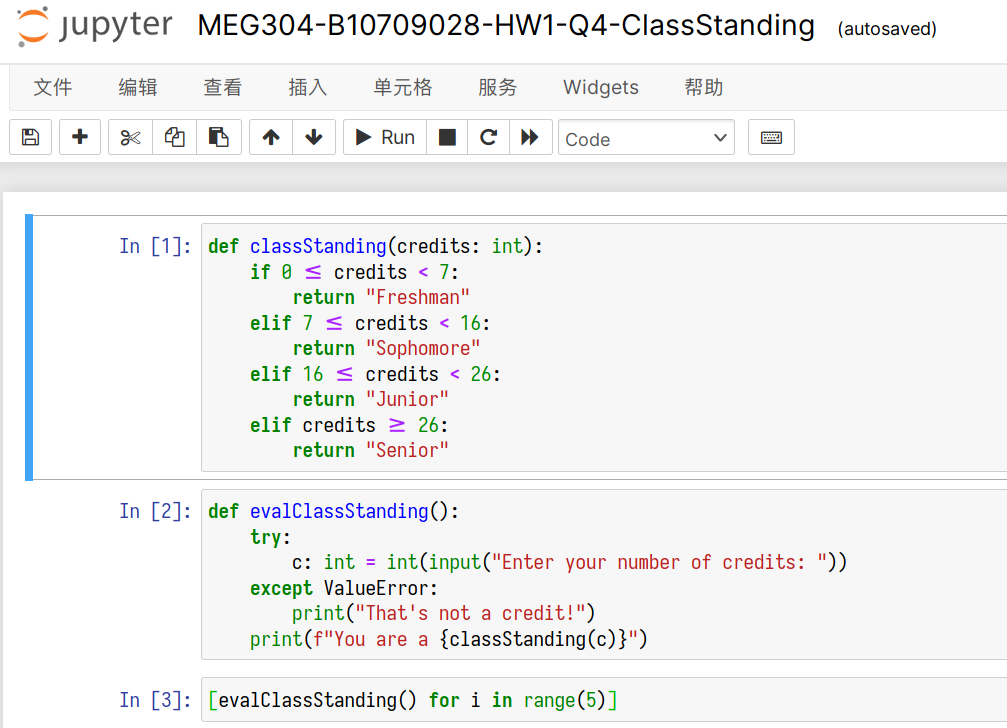 jupyter MEG304-B10709028-HW1-Q4-ClassStanding (autosaved)
文件 编辑 查看 插入 单元格 服务 Widgets 帮助
Run Code
In [1]: def classStanding(credits: int):
if 0 ≤ credits < 7:
return "Freshman"
elif 7 ≤ credits < 16:
return "Sophomore"
elif 16 ≤ credits < 26:
return "Junior"
elif credits ≥ 26:
return "Senior"
In [2]: def evalClassStanding():
try:
c: int = int(input("Enter your number of credits: "))
except ValueError:
print("That's not a credit!")
print(f"You are a {classStanding(c)}")
In [3]: [evalClassStanding() for i in range(5)]